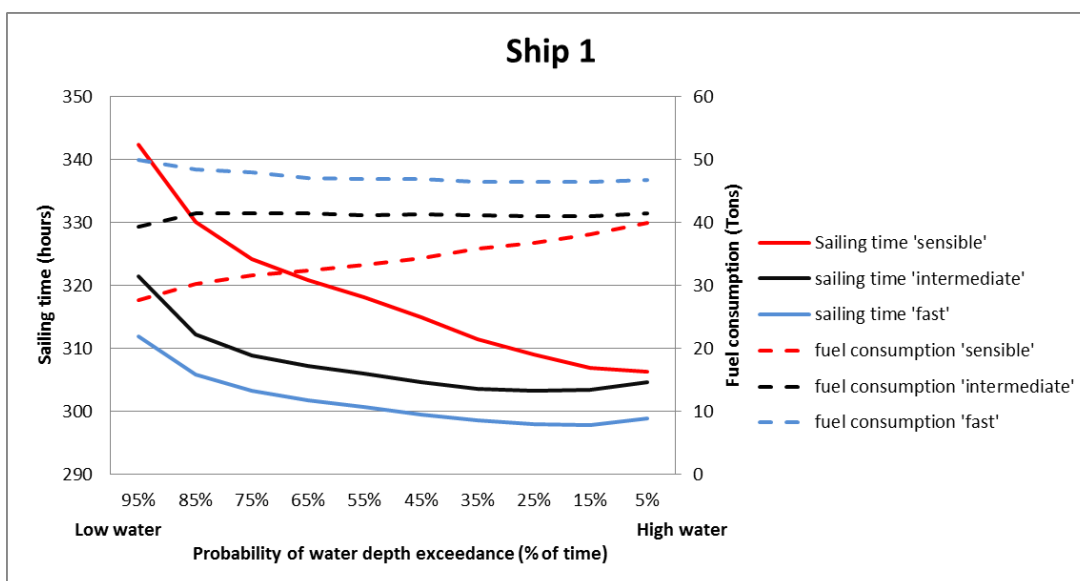 Ship 1
350
340
330
320
310
300
290
Sailing time (hours)
60
50
40
30
20
10
0
Fuel consumption (Tons)
95% 85% 75% 65% 55% 45% 35% 25% 15% 5%
Low water High water
Probability of water depth exceedance (% of time)
Sailing time 'sensible'
sailing time 'intermediate'
sailing time 'fast'
fuel consumption 'sensible'
fuel consumption 'intermediate'
fuel consumption 'fast'